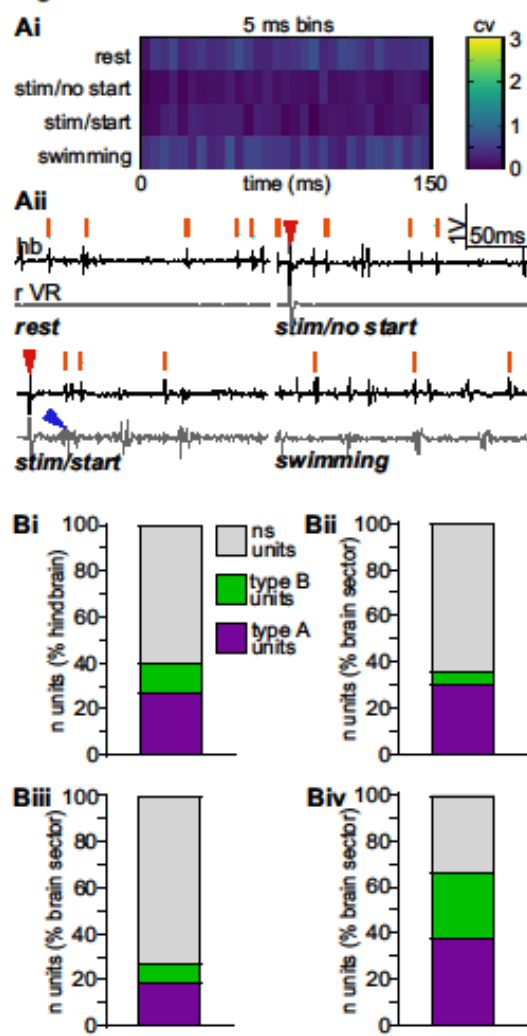 Ai
5 ms bins
cv
rest
stim/no start
stim/start
swimming
3
2
1
0
0
time (ms)
150
Aii
hb
r VR
1V
50ms
rest
stim/no start
stim/start
swimming
Bi
n units (% hindbrain)
100
80
60
40
20
0
ns
units
type B
units
type A
units
Bii
n units (% brain sector)
100
80
60
40
20
0
Biii
n units (% brain sector)
100
80
60
40
20
0
Biv
n units (% brain sector)
100
80
60
40
20
0